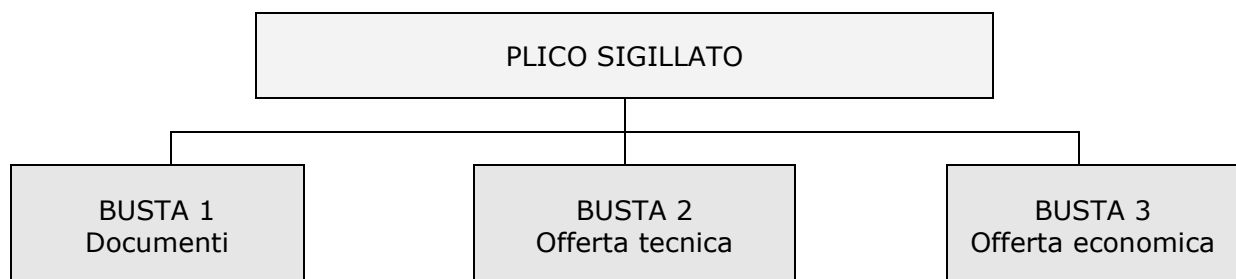 PLICO SIGILLATO
BUSTA 1
Documenti
BUSTA 2
Offerta tecnica
BUSTA 3
Offerta economica